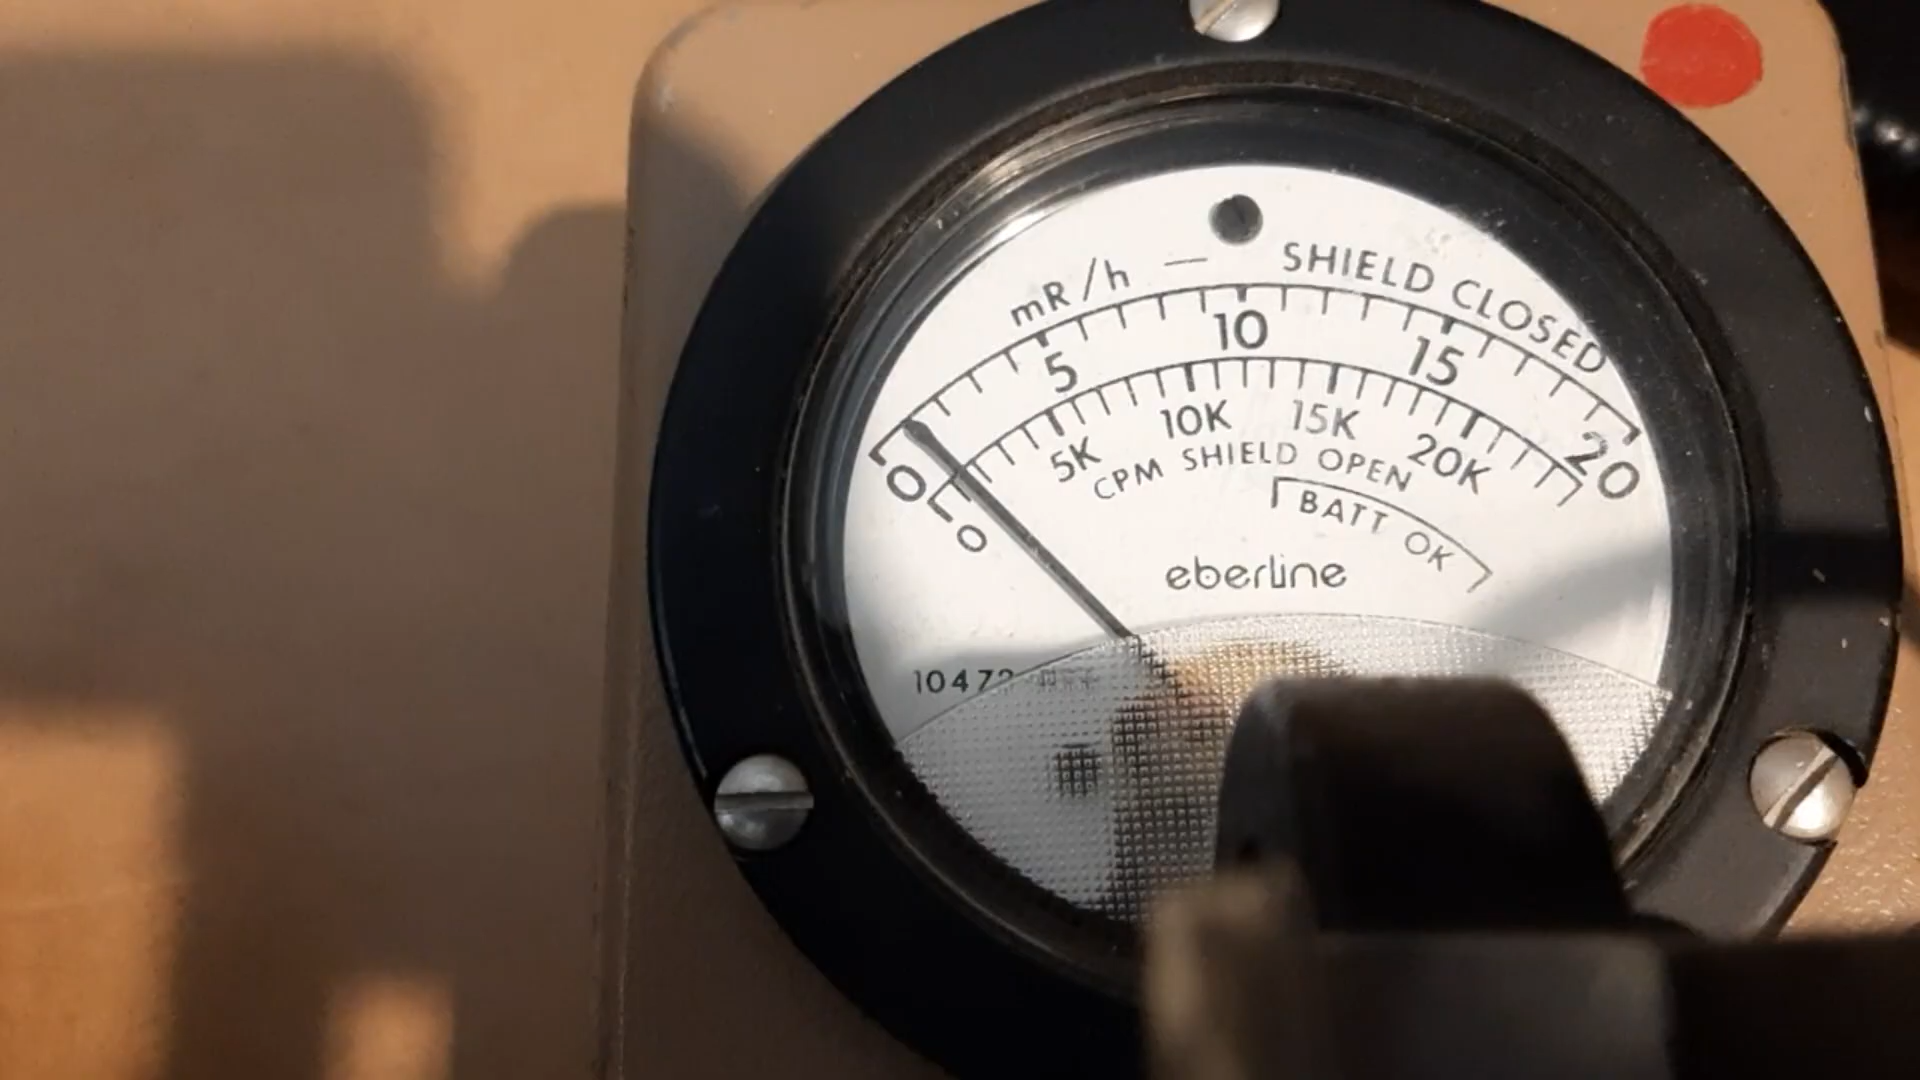 mR/h — SHIELD CLOSED
0 5 10 15 20
0 5K 10K 15K 20K
CPM SHIELD OPEN
BATT OK
eberline